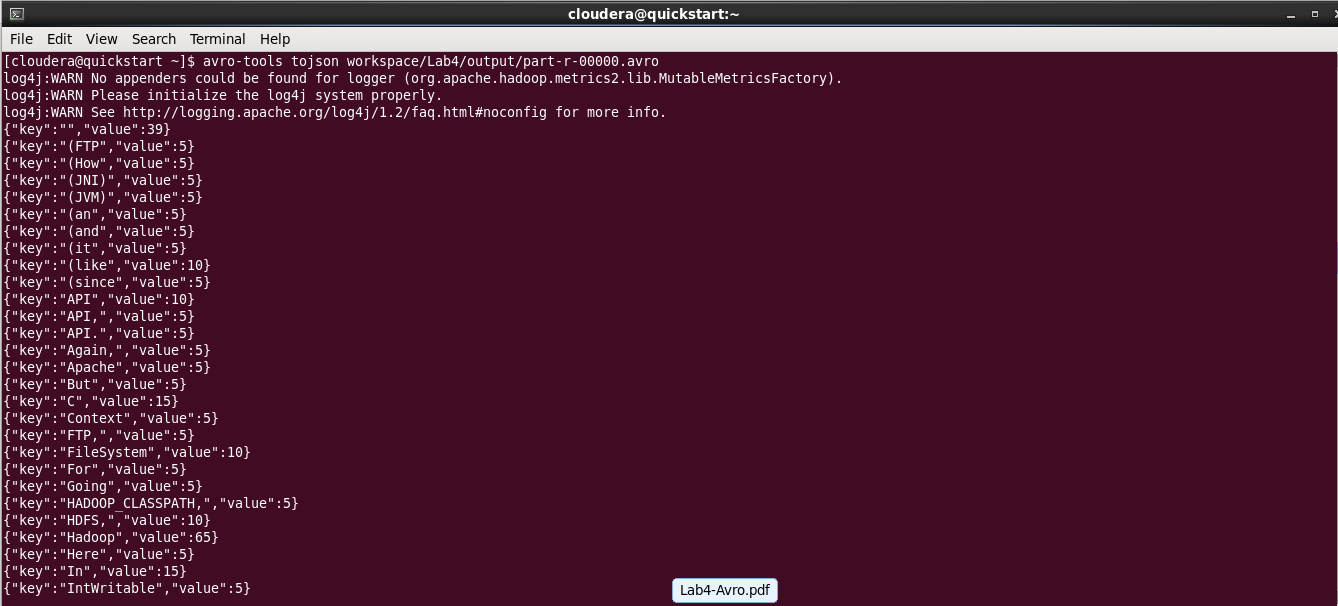 cloudera@quickstart:~
File Edit View Search Terminal Help
[cloudera@quickstart ~]$ avro-tools tojson workspace/Lab4/output/part-r-00000.avro
log4j:WARN No appenders could be found for logger (org.apache.hadoop.metrics2.lib.MutableMetricsFactory).
log4j:WARN Please initialize the log4j system properly.
log4j:WARN See http://logging.apache.org/log4j/1.2/faq.html#noconfig for more info.
{"key":"","value":39}
{"key":"(FTP","value":5}
{"key":"(How","value":5}
{"key":"(JNI)","value":5}
{"key":"(JVM)","value":5}
{"key":"(an","value":5}
{"key":"(and","value":5}
{"key":"(it","value":5}
{"key":"(like","value":10}
{"key":"(since","value":5}
{"key":"API","value":10}
{"key":"API,","value":5}
{"key":"API.","value":5}
{"key":"Again,","value":5}
{"key":"Apache","value":5}
{"key":"But","value":5}
{"key":"C","value":15}
{"key":"Context","value":5}
{"key":"FTP,","value":5}
{"key":"FileSystem","value":10}
{"key":"For","value":5}
{"key":"Going","value":5}
{"key":"HADOOP_CLASSPATH,","value":5}
{"key":"HDFS,","value":10}
{"key":"Hadoop","value":65}
{"key":"Here","value":5}
{"key":"In","value":15}
{"key":"IntWritable","value":5}
Lab4-Avro.pdf